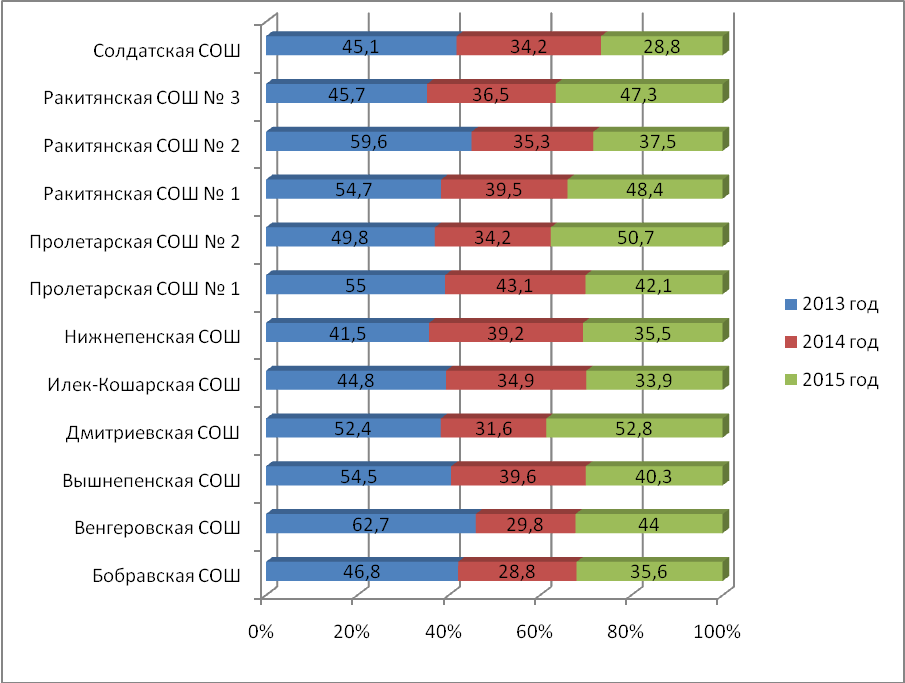 Солдатская СОШ 45,1 34,2 28,8
Ракитянская СОШ № 3 45,7 36,5 47,3
Ракитянская СОШ № 2 59,6 35,3 37,5
Ракитянская СОШ № 1 54,7 39,5 48,4
Пролетарская СОШ № 2 49,8 34,2 50,7
Пролетарская СОШ № 1 55 43,1 42,1
Нижнепенская СОШ 41,5 39,2 35,5
Илек-Кошарская СОШ 44,8 34,9 33,9
Дмитриевская СОШ 52,4 31,6 52,8
Вышнепенская СОШ 54,5 39,6 40,3
Венгеровская СОШ 62,7 29,8 44
Бобравская СОШ 46,8 28,8 35,6
0% 20% 40% 60% 80% 100%
2013 год
2014 год
2015 год